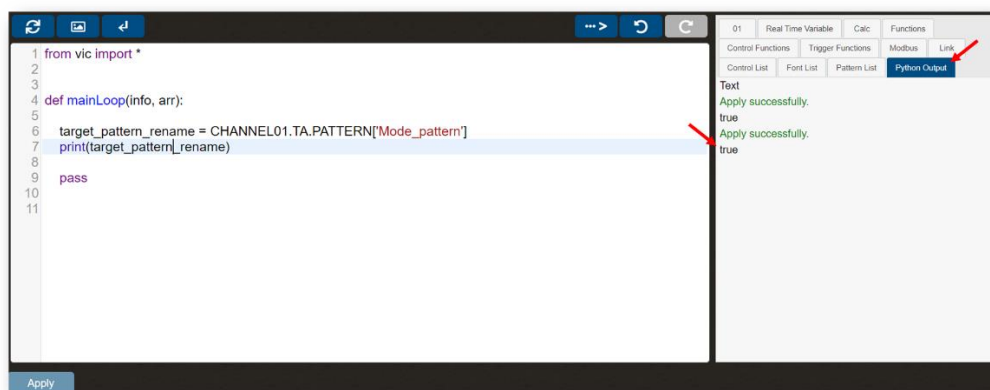 ··· >
01 Real Time Variable Calc Functions
Control Functions Trigger Functions Modbus Link
Control List Font List Pattern List Python Output
1 from vic import *
2
3
4 def mainLoop(info, arr):
5
6 target_pattern_rename = CHANNEL01.TA.PATTERN['Mode_pattern']
7 print(target_pattern_rename)
8
9 pass
10
11
Text
Apply successfully.
true
Apply successfully.
true
Apply